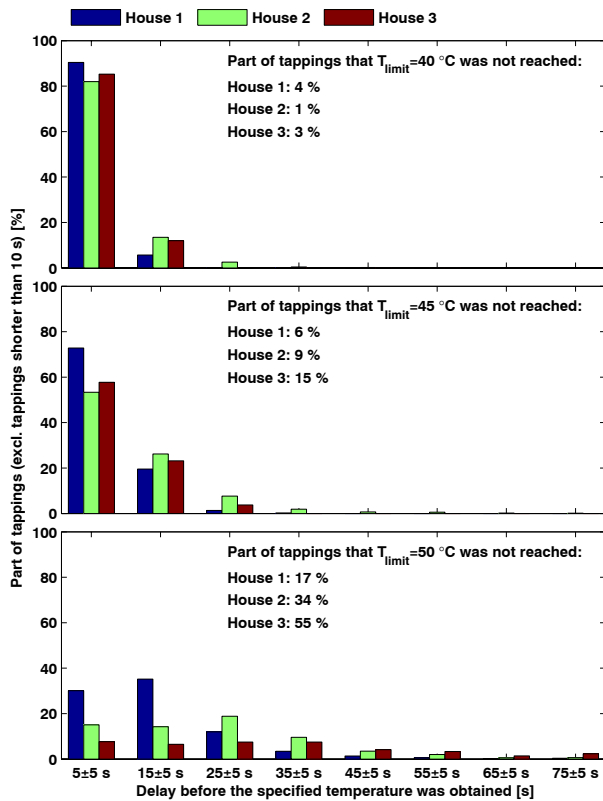 House 1 House 2 House 3
Part of tappings (excl. tappings shorter than 10 s) [%]
100
80
60
40
20
0
Part of tappings that T_limit=40 °C was not reached:
House 1: 4 %
House 2: 1 %
House 3: 3 %
100
80
60
40
20
0
Part of tappings that T_limit=45 °C was not reached:
House 1: 6 %
House 2: 9 %
House 3: 15 %
100
80
60
40
20
0
Part of tappings that T_limit=50 °C was not reached:
House 1: 17 %
House 2: 34 %
House 3: 55 %
5±5 s 15±5 s 25±5 s 35±5 s 45±5 s 55±5 s 65±5 s 75±5 s
Delay before the specified temperature was obtained [s]